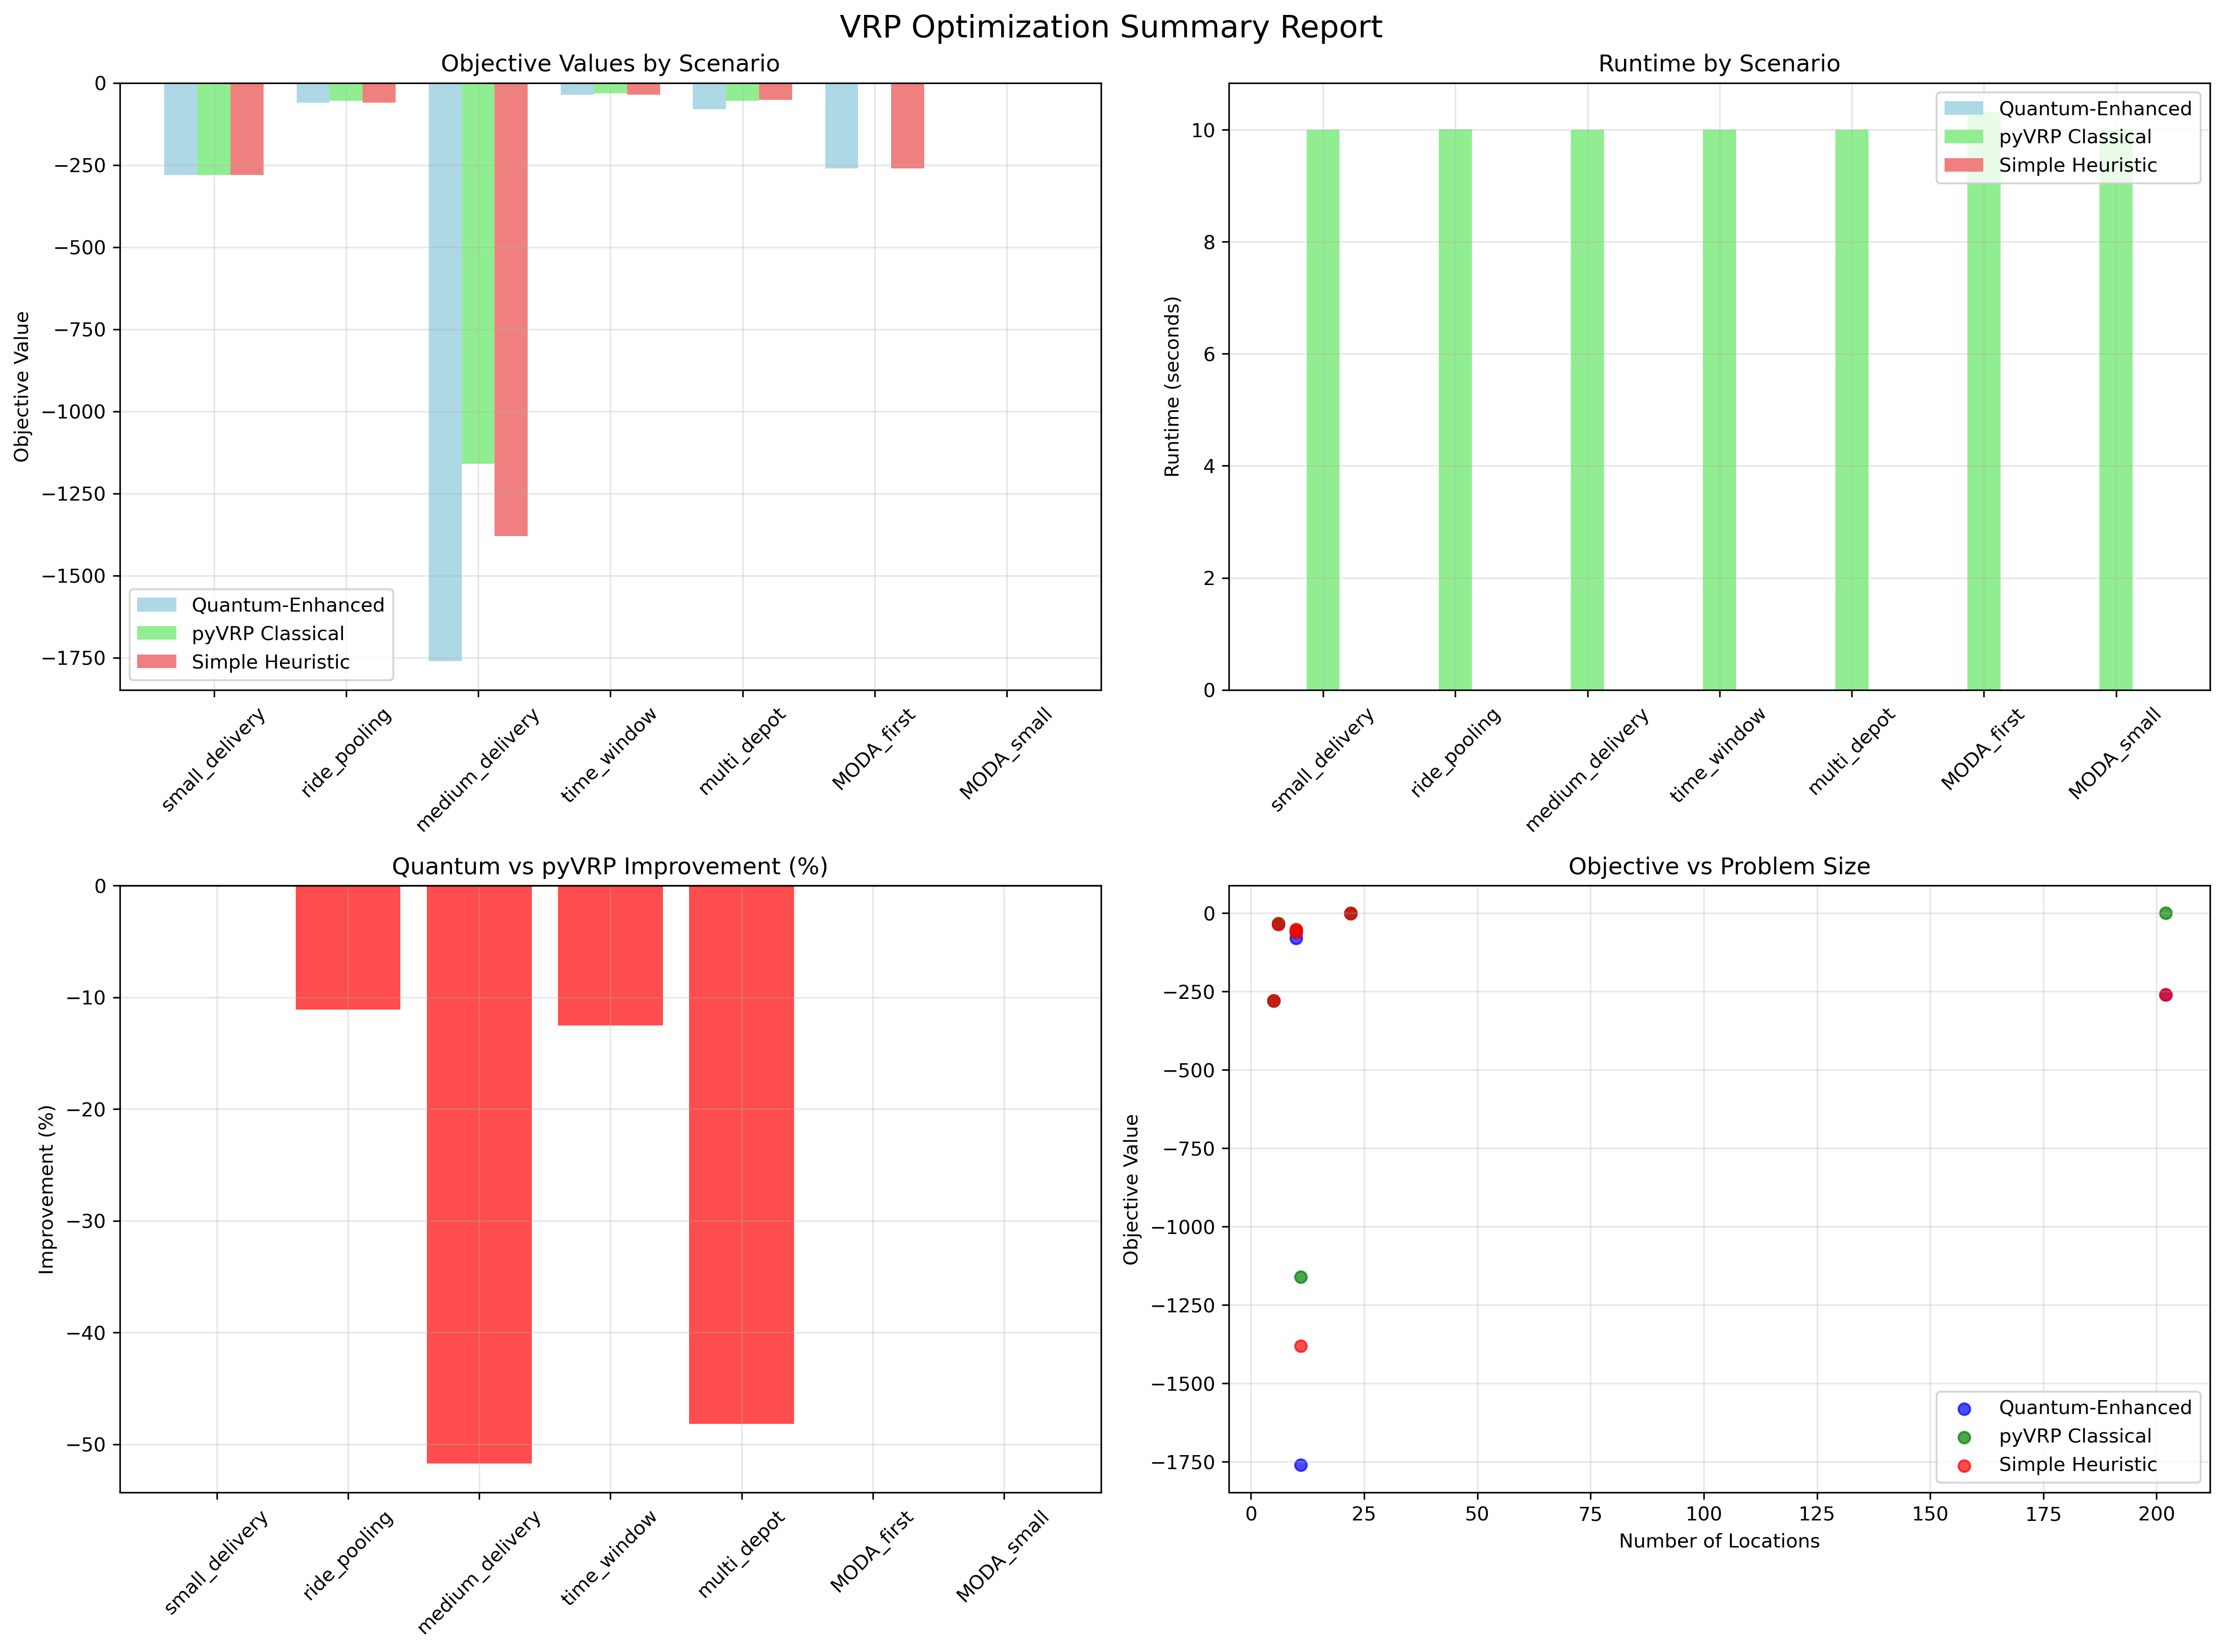 VRP Optimization Summary Report
Objective Values by Scenario
Objective Value
0
−250
−500
−750
−1000
−1250
−1500
−1750
Quantum-Enhanced
pyVRP Classical
Simple Heuristic
small_delivery
ride_pooling
medium_delivery
time_window
multi_depot
MODA_first
MODA_small
Runtime by Scenario
Runtime (seconds)
10
8
6
4
2
0
Quantum-Enhanced
pyVRP Classical
Simple Heuristic
small_delivery
ride_pooling
medium_delivery
time_window
multi_depot
MODA_first
MODA_small
Quantum vs pyVRP Improvement (%)
Improvement (%)
0
−10
−20
−30
−40
−50
small_delivery
ride_pooling
medium_delivery
time_window
multi_depot
MODA_first
MODA_small
Objective vs Problem Size
Objective Value
0
−250
−500
−750
−1000
−1250
−1500
−1750
Quantum-Enhanced
pyVRP Classical
Simple Heuristic
0 25 50 75 100 125 150 175 200
Number of Locations